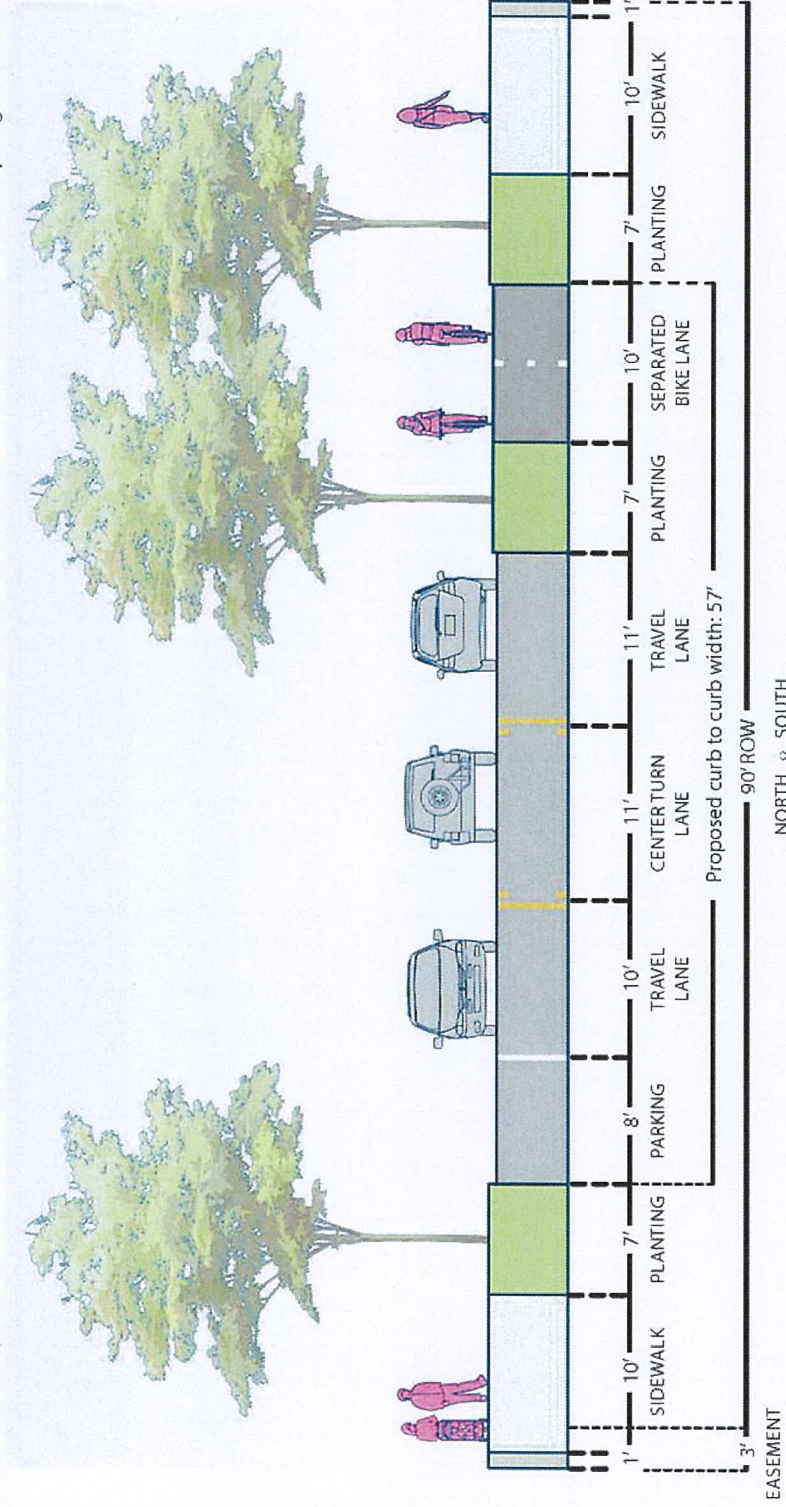 1' 10' 7' 8' 10' 11' 11' 7' 10' 7' 10' 1'
SIDEWALK
PLANTING
PARKING
TRAVEL
LANE
CENTER TURN
LANE
TRAVEL
LANE
PLANTING
SEPARATED
BIKE LANE
PLANTING
SIDEWALK
Proposed curb to curb width: 57'
3' 90' ROW
EASEMENT
NORTH & SOUTH